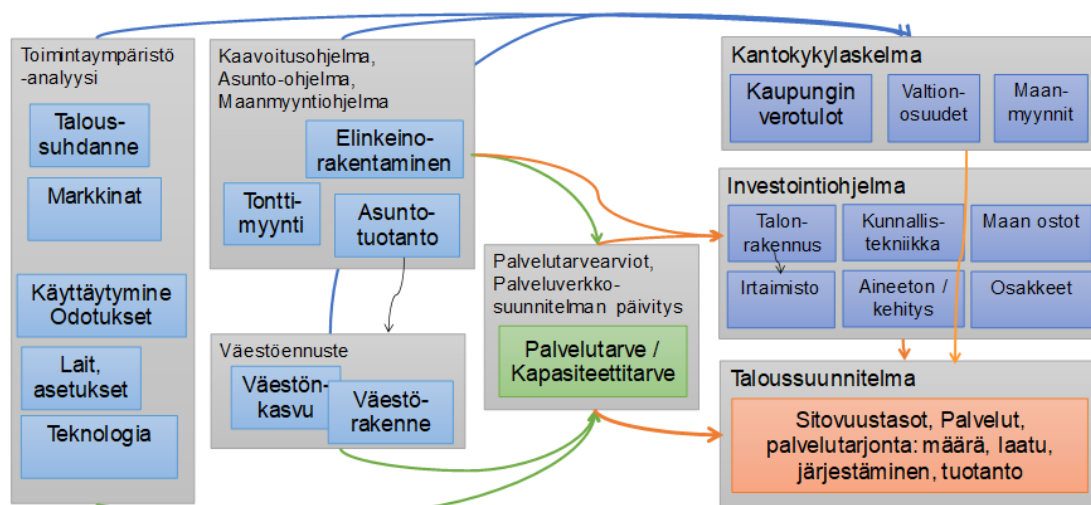 Toimintaympäristö
-analyysi
Talous-
suhdanne
Markkinat
Käyttäytymine
Odotukset
Lait,
asetukset
Teknologia
Kaavoitusohjelma,
Asunto-ohjelma,
Maanmyyntiohjelma
Elinkeino-
rakentaminen
Tontti-
myynti
Asunto-
tuotanto
Väestöennuste
Väestön-
kasvu
Väestö-
rakenne
Palvelutarvearviot,
Palveluverkko-
suunnitelman päivitys
Palvelutarve /
Kapasiteettitarve
Kantokykylaskelma
Kaupungin
verotulot
Valtion-
osuudet
Maan-
myynnit
Investointiohjelma
Talon-
rakennus
Kunnallis-
tekniikka
Maan ostot
Irtaimisto
Aineeton /
kehitys
Osakkeet
Taloussuunnitelma
Sitovuustasot, Palvelut,
palvelutarjonta: määrä, laatu,
järjestäminen, tuotanto